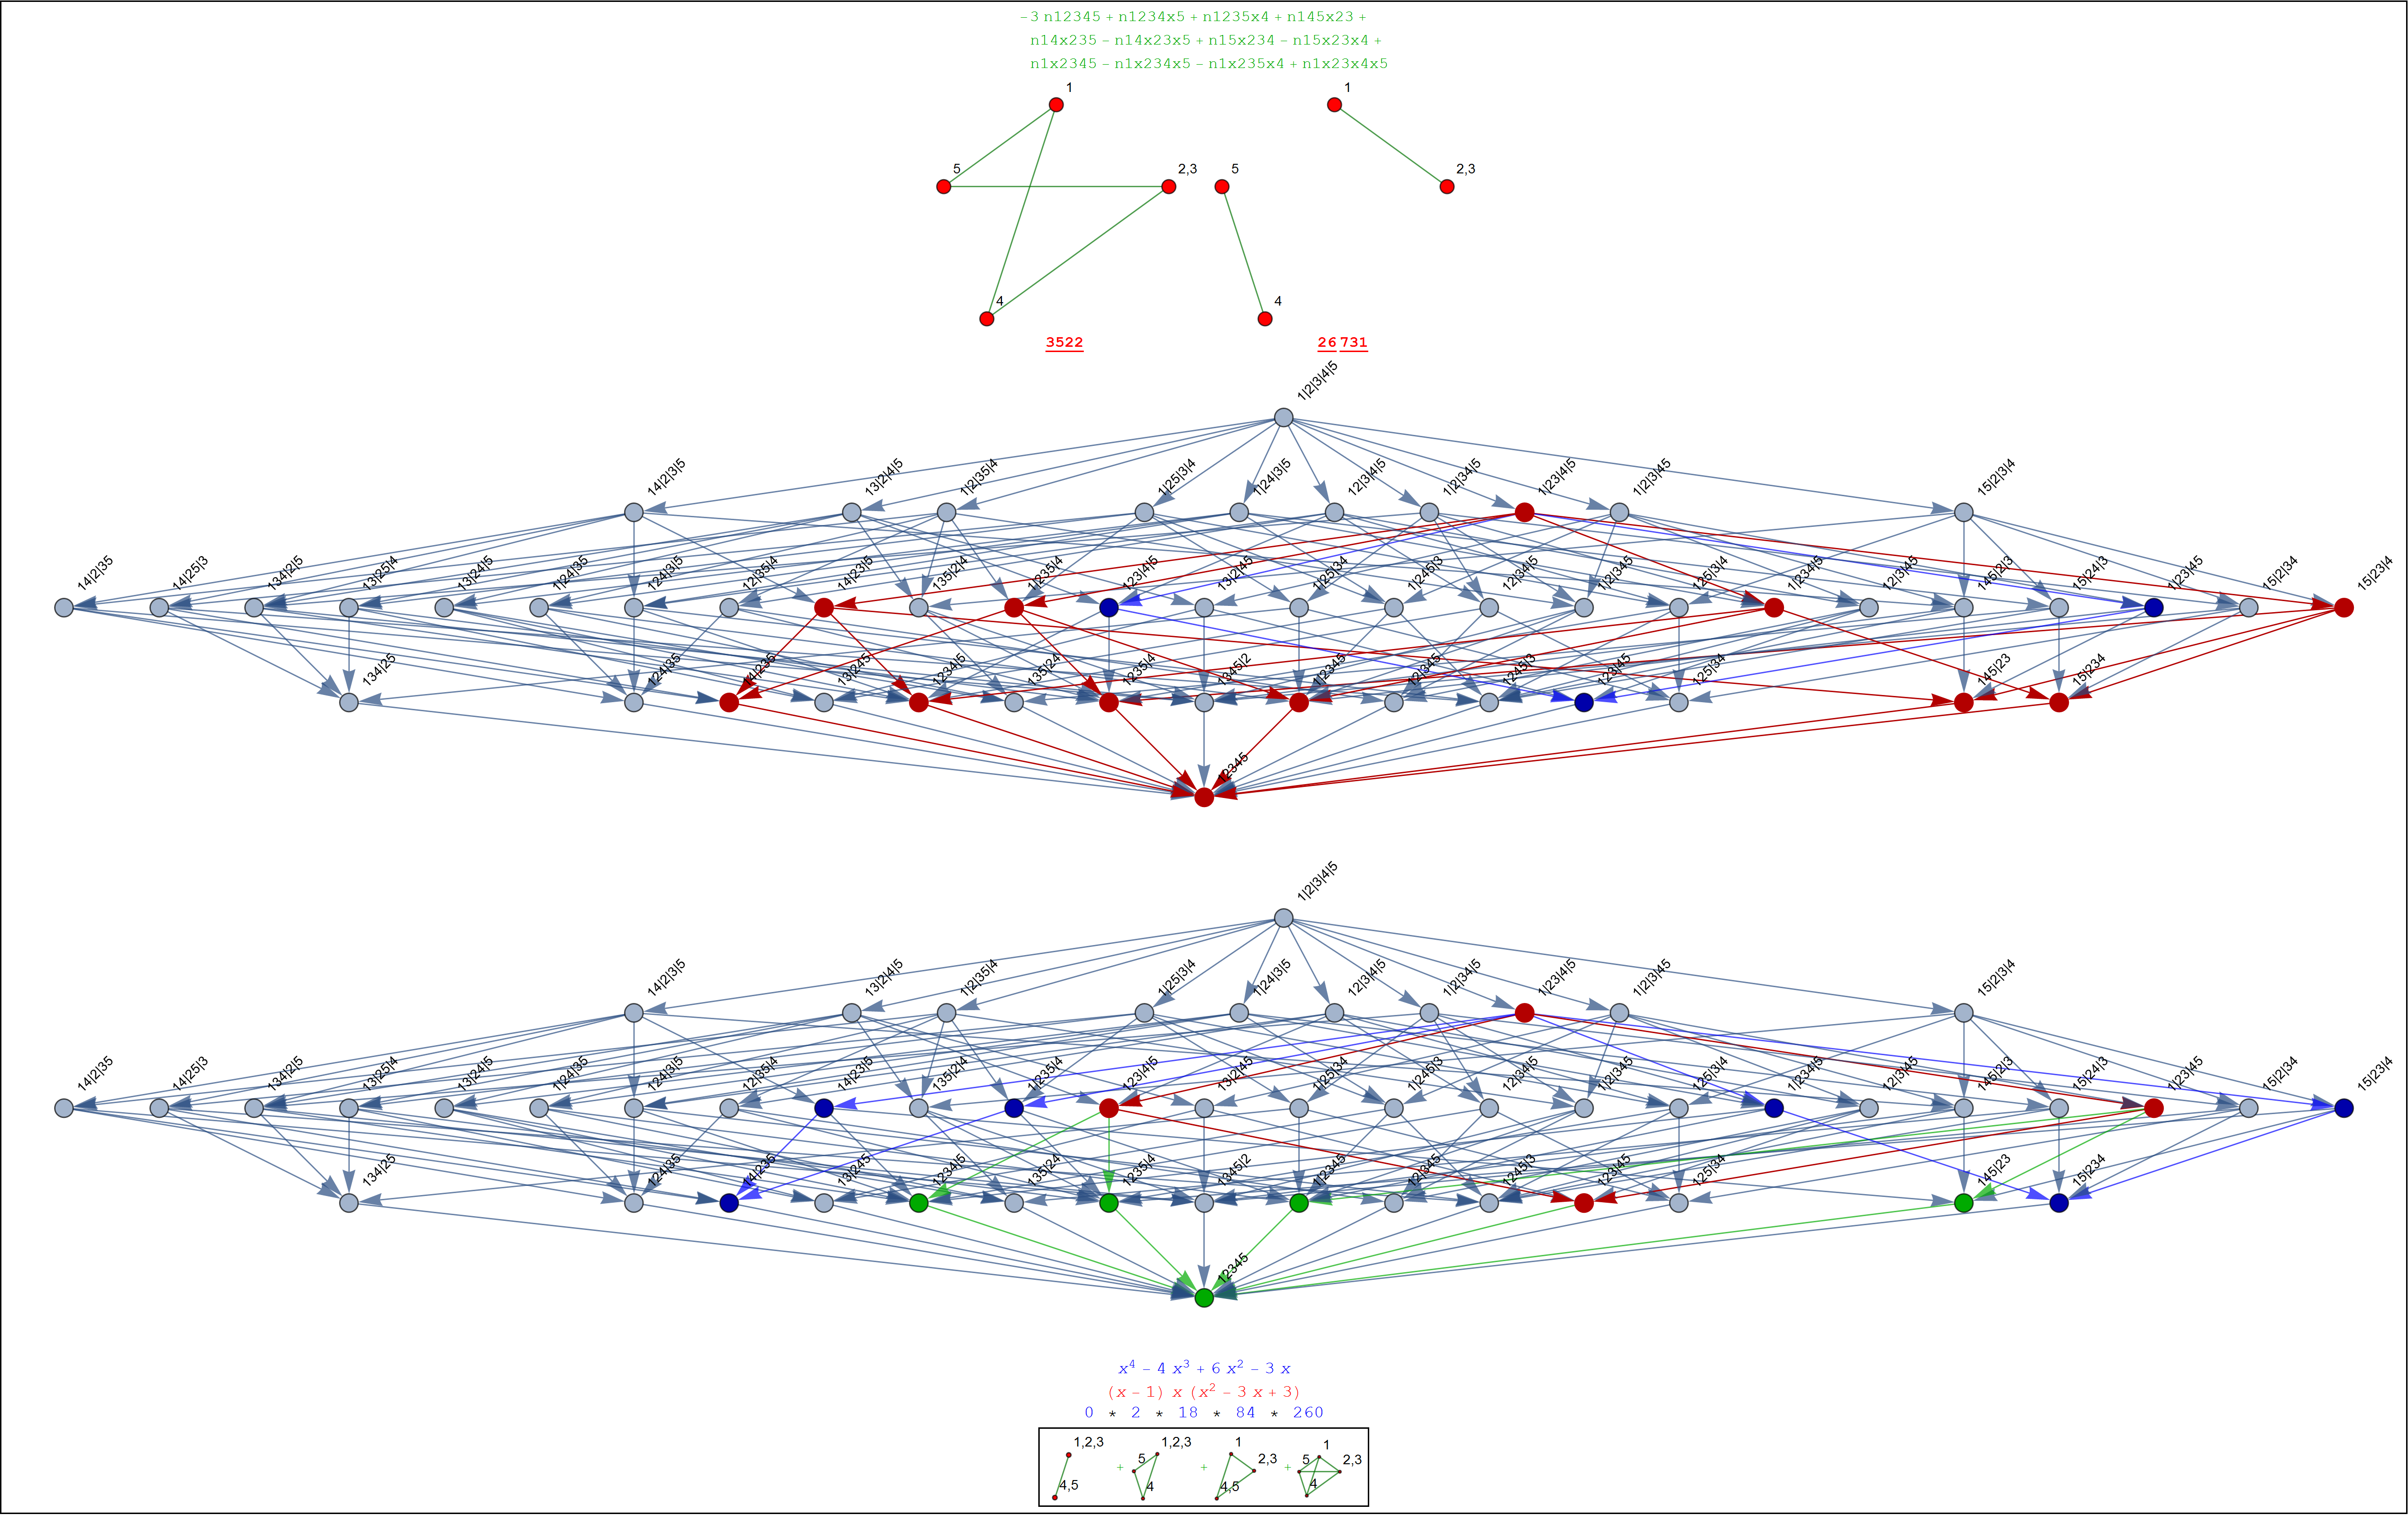 −3 n12345 + n1234x5 + n1235x4 + n145x23 +
n14x235 − n14x23x5 + n15x234 − n15x23x4 +
n1x2345 − n1x234x5 − n1x235x4 + n1x23x4x5
1 1
5 2,3 5 2,3
4 4
3522 26 731
1|2|3|4|5
14|2|3|5 13|2|4|5 1|2|35|4 1|25|3|4 1|24|3|5 12|3|4|5 1|2|34|5 1|23|4|5 1|2|3|45 15|2|3|4
14|2|35 14|25|3 134|2|5 13|25|4 13|24|5 1|24|35 124|3|5 12|35|4 14|23|5 135|2|4 1|235|4 123|4|5 13|2|45 1|25|34 1|245|3 12|34|5 1|2|345 125|3|4 1|234|5 12|3|45 145|2|3 15|24|3 1|23|45 15|2|34 15|23|4
134|25 124|35 14|235 13|245 1234|5 135|24 1235|4 1345|2 1|2345 12|345 1245|3 123|45 125|34 145|23 15|234
12345
1|2|3|4|5
14|2|3|5 13|2|4|5 1|2|35|4 1|25|3|4 1|24|3|5 12|3|4|5 1|2|34|5 1|23|4|5 1|2|3|45 15|2|3|4
14|2|35 14|25|3 134|2|5 13|25|4 13|24|5 1|24|35 124|3|5 12|35|4 14|23|5 135|2|4 1|235|4 123|4|5 13|2|45 1|25|34 1|245|3 12|34|5 1|2|345 125|3|4 1|234|5 12|3|45 145|2|3 15|24|3 1|23|45 15|2|34 15|23|4
134|25 124|35 14|235 13|245 1234|5 135|24 1235|4 1345|2 1|2345 12|345 1245|3 123|45 125|34 145|23 15|234
12345
x⁴ − 4 x³ + 6 x² − 3 x
(x − 1) x (x² − 3 x + 3)
0 * 2 * 18 * 84 * 260
1,2,3 1,2,3 1 1
5 2,3 5 2,3
+ + +
4,5 4 4,5 4